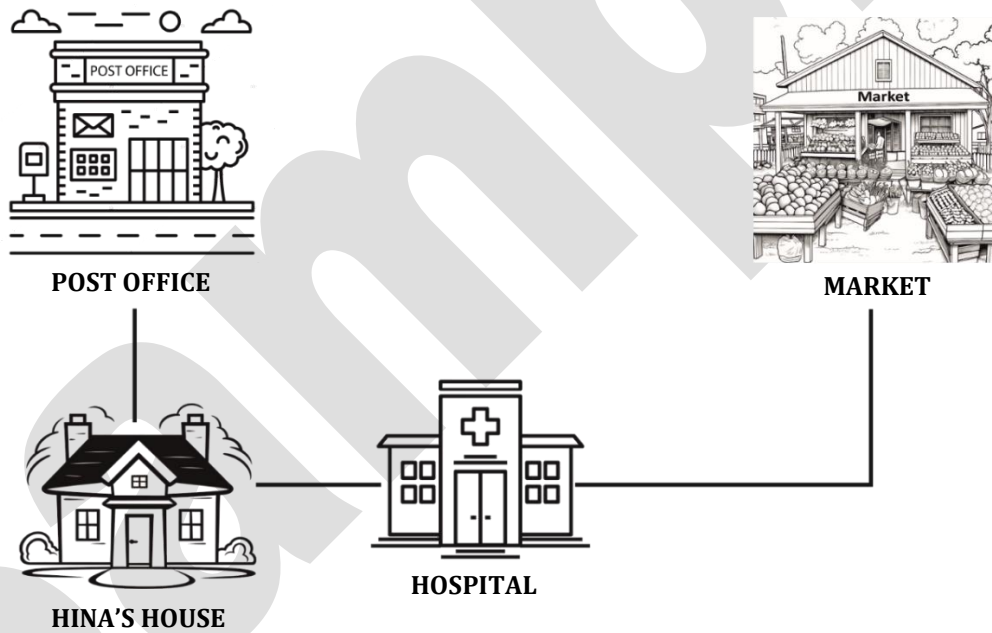 POST OFFICE
Market
POST OFFICE
MARKET
HOSPITAL
HINA’S HOUSE